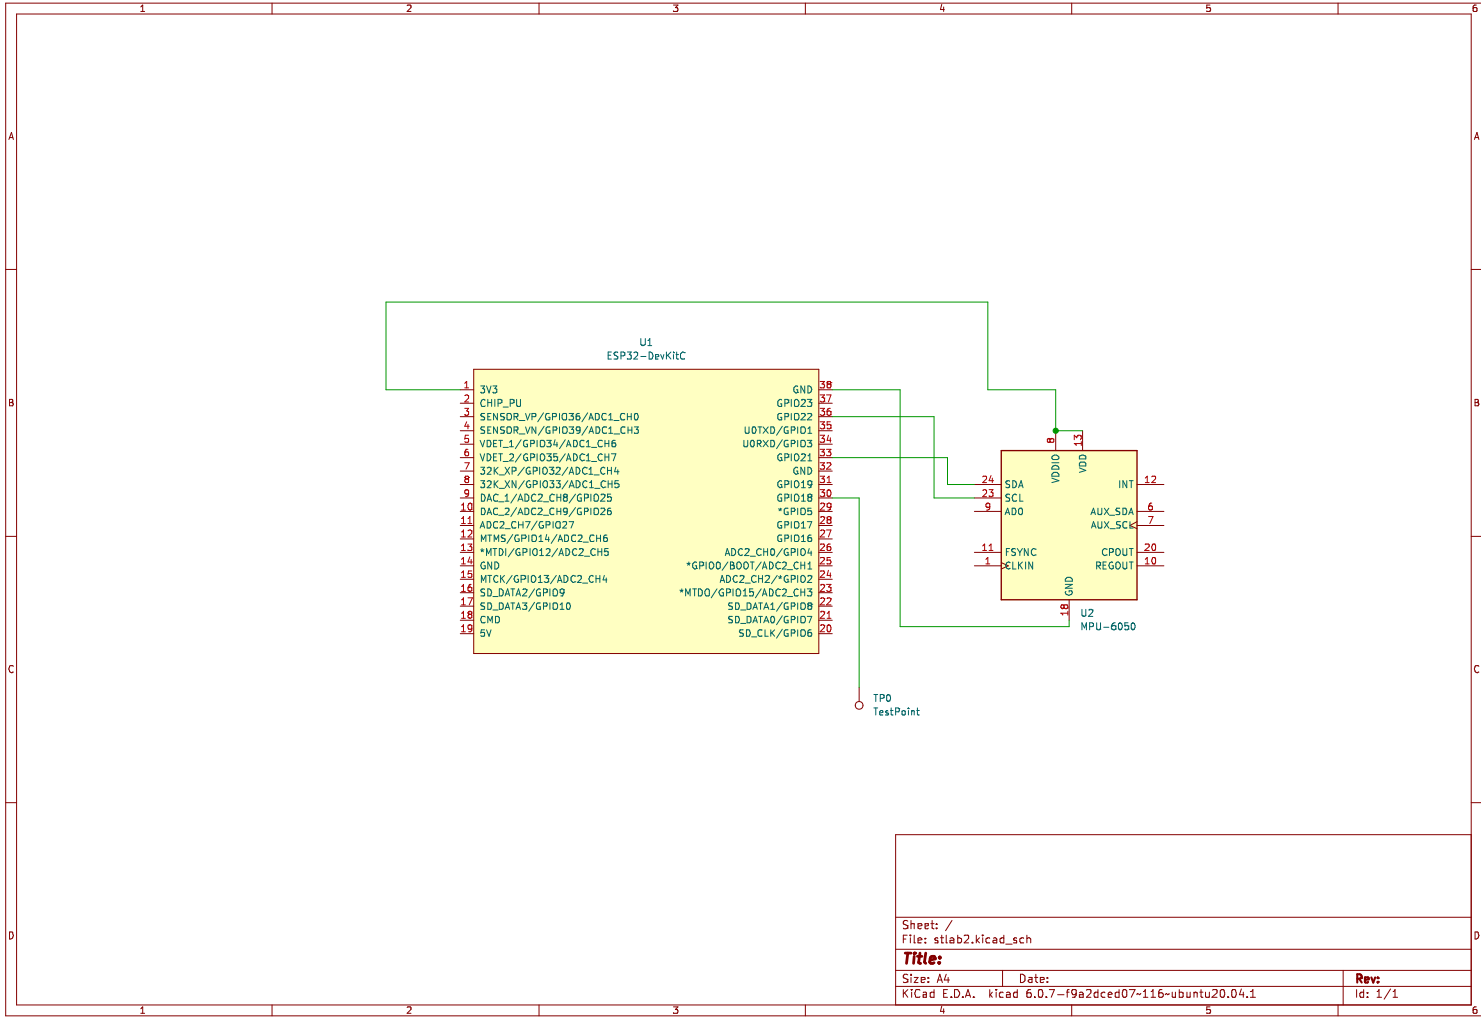 1 2 3 4 5 6
A A
B B
C C
D D
U1
ESP32-DevKitC
1 3V3
2 CHIP_PU
3 SENSOR_VP/GPIO36/ADC1_CH0
4 SENSOR_VN/GPIO39/ADC1_CH3
5 VDET_1/GPIO34/ADC1_CH6
6 VDET_2/GPIO35/ADC1_CH7
7 32K_XP/GPIO32/ADC1_CH4
8 32K_XN/GPIO33/ADC1_CH5
9 DAC_1/ADC2_CH8/GPIO25
10 DAC_2/ADC2_CH9/GPIO26
11 ADC2_CH7/GPIO27
12 MTMS/GPIO14/ADC2_CH6
13 *MTDI/GPIO12/ADC2_CH5
14 GND
15 MTCK/GPIO13/ADC2_CH4
16 SD_DATA2/GPIO9
17 SD_DATA3/GPIO10
18 CMD
19 5V
GND 38
GPIO23 37
GPIO22 36
U0TXD/GPIO1 35
U0RXD/GPIO3 34
GPIO21 33
GND 32
GPIO19 31
GPIO18 30
*GPIO5 29
GPIO17 28
GPIO16 27
ADC2_CH0/GPIO4 26
*GPIO0/BOOT/ADC2_CH1 25
ADC2_CH2/*GPIO2 24
*MTDO/GPIO15/ADC2_CH3 23
SD_DATA1/GPIO8 22
SD_DATA0/GPIO7 21
SD_CLK/GPIO6 20
8 VDDIO
13 VDD
24 SDA
23 SCL
9 AD0
11 FSYNC
1 CLKIN
INT 12
AUX_SDA 6
AUX_SCL 7
CPOUT 20
REGOUT 10
GND 18
U2
MPU-6050
TP0
TestPoint
Sheet: /
File: stlab2.kicad_sch
Title:
Size: A4 Date: Rev:
KiCad E.D.A. kicad 6.0.7-f9a2dced07~116~ubuntu20.04.1 Id: 1/1
1 2 3 4 5 6